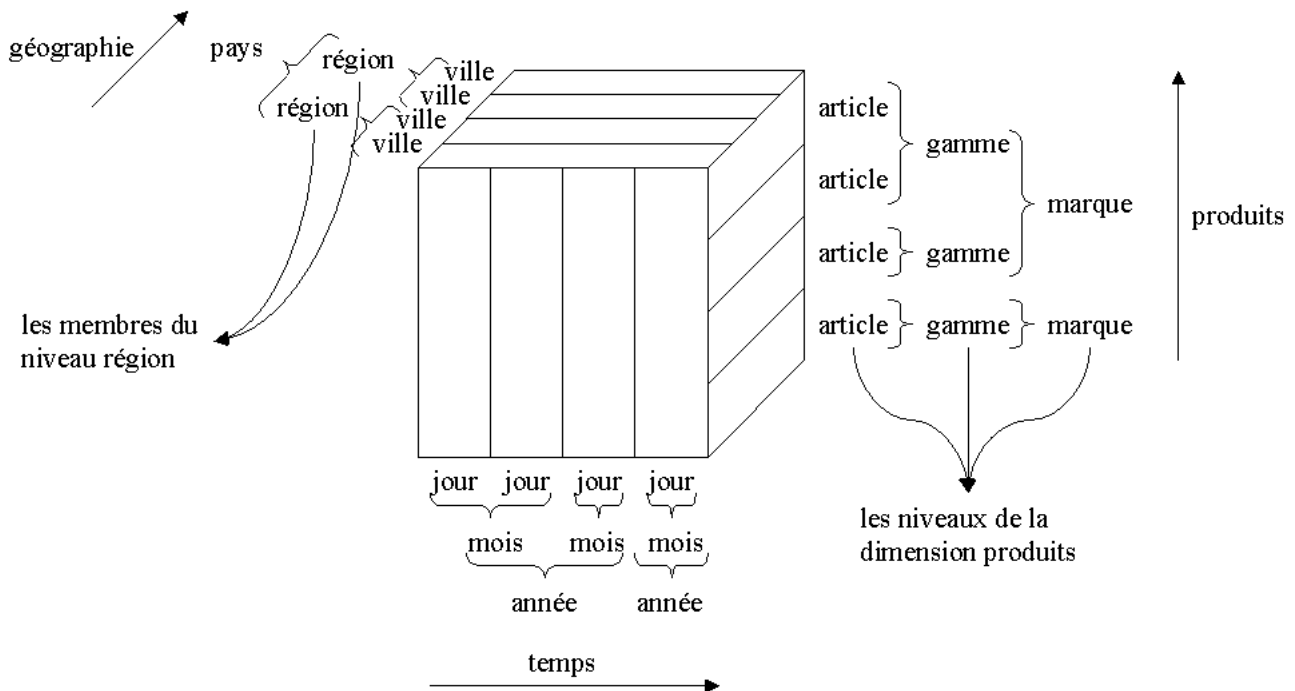 géographie
pays
région
région
ville
ville
ville
ville
article
gamme
article
marque
produits
article
gamme
article
gamme
marque
les membres du
niveau région
jour jour jour jour
mois mois mois
année année
temps
les niveaux de la
dimension produits